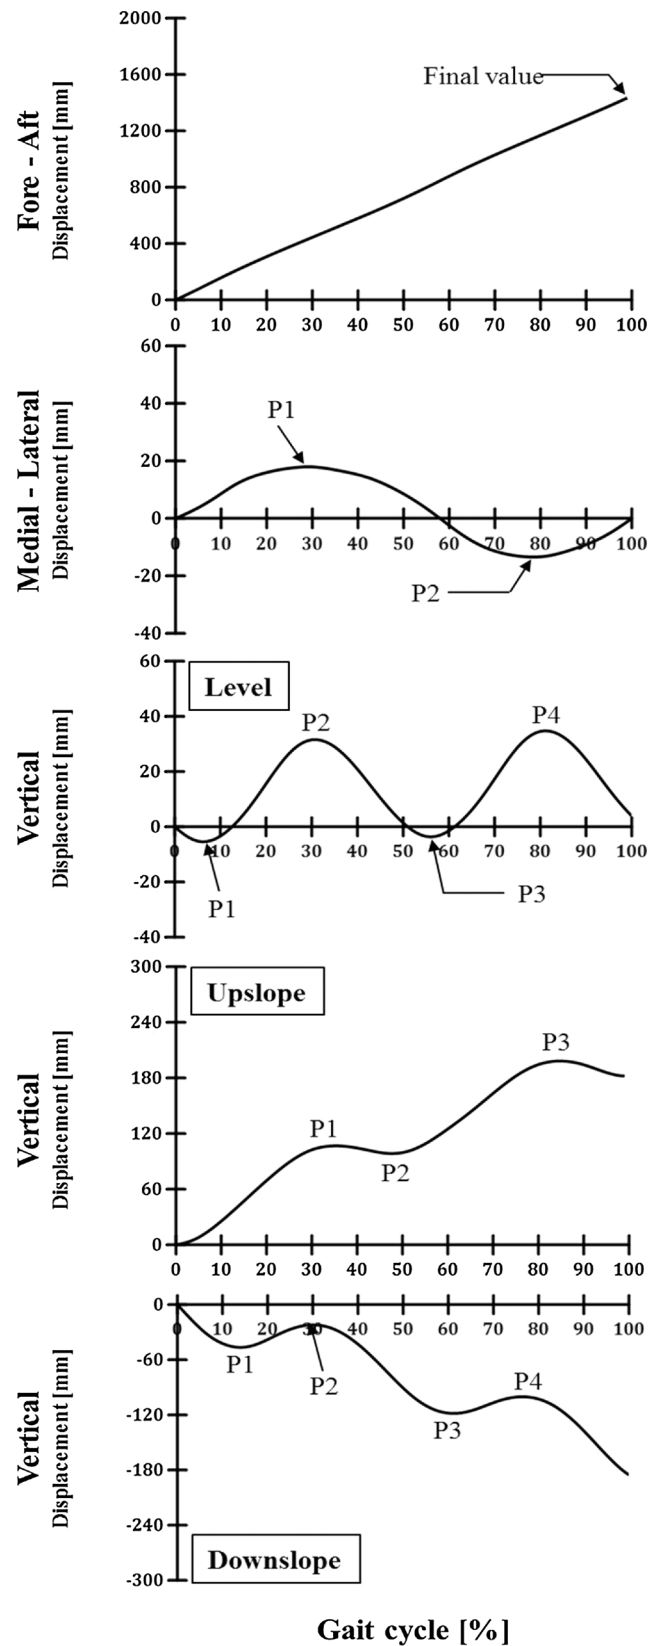 Fore - Aft
Displacement [mm]
2000
1600
1200
800
400
0
Final value
0 10 20 30 40 50 60 70 80 90 100
Medial - Lateral
Displacement [mm]
60
40
20
0
-20
-40
P1
P2
0 10 20 30 40 50 60 70 80 90 100
Vertical
Displacement [mm]
60
40
20
0
-20
-40
Level
P2
P4
P1
P3
0 10 20 30 40 50 60 70 80 90 100
Vertical
Displacement [mm]
300
240
180
120
60
0
Upslope
P3
P1
P2
0 10 20 30 40 50 60 70 80 90 100
Vertical
Displacement [mm]
0
-60
-120
-180
-240
-300
0 10 20 30 40 50 60 70 80 90 100
P1
P2
P4
P3
Downslope
Gait cycle [%]